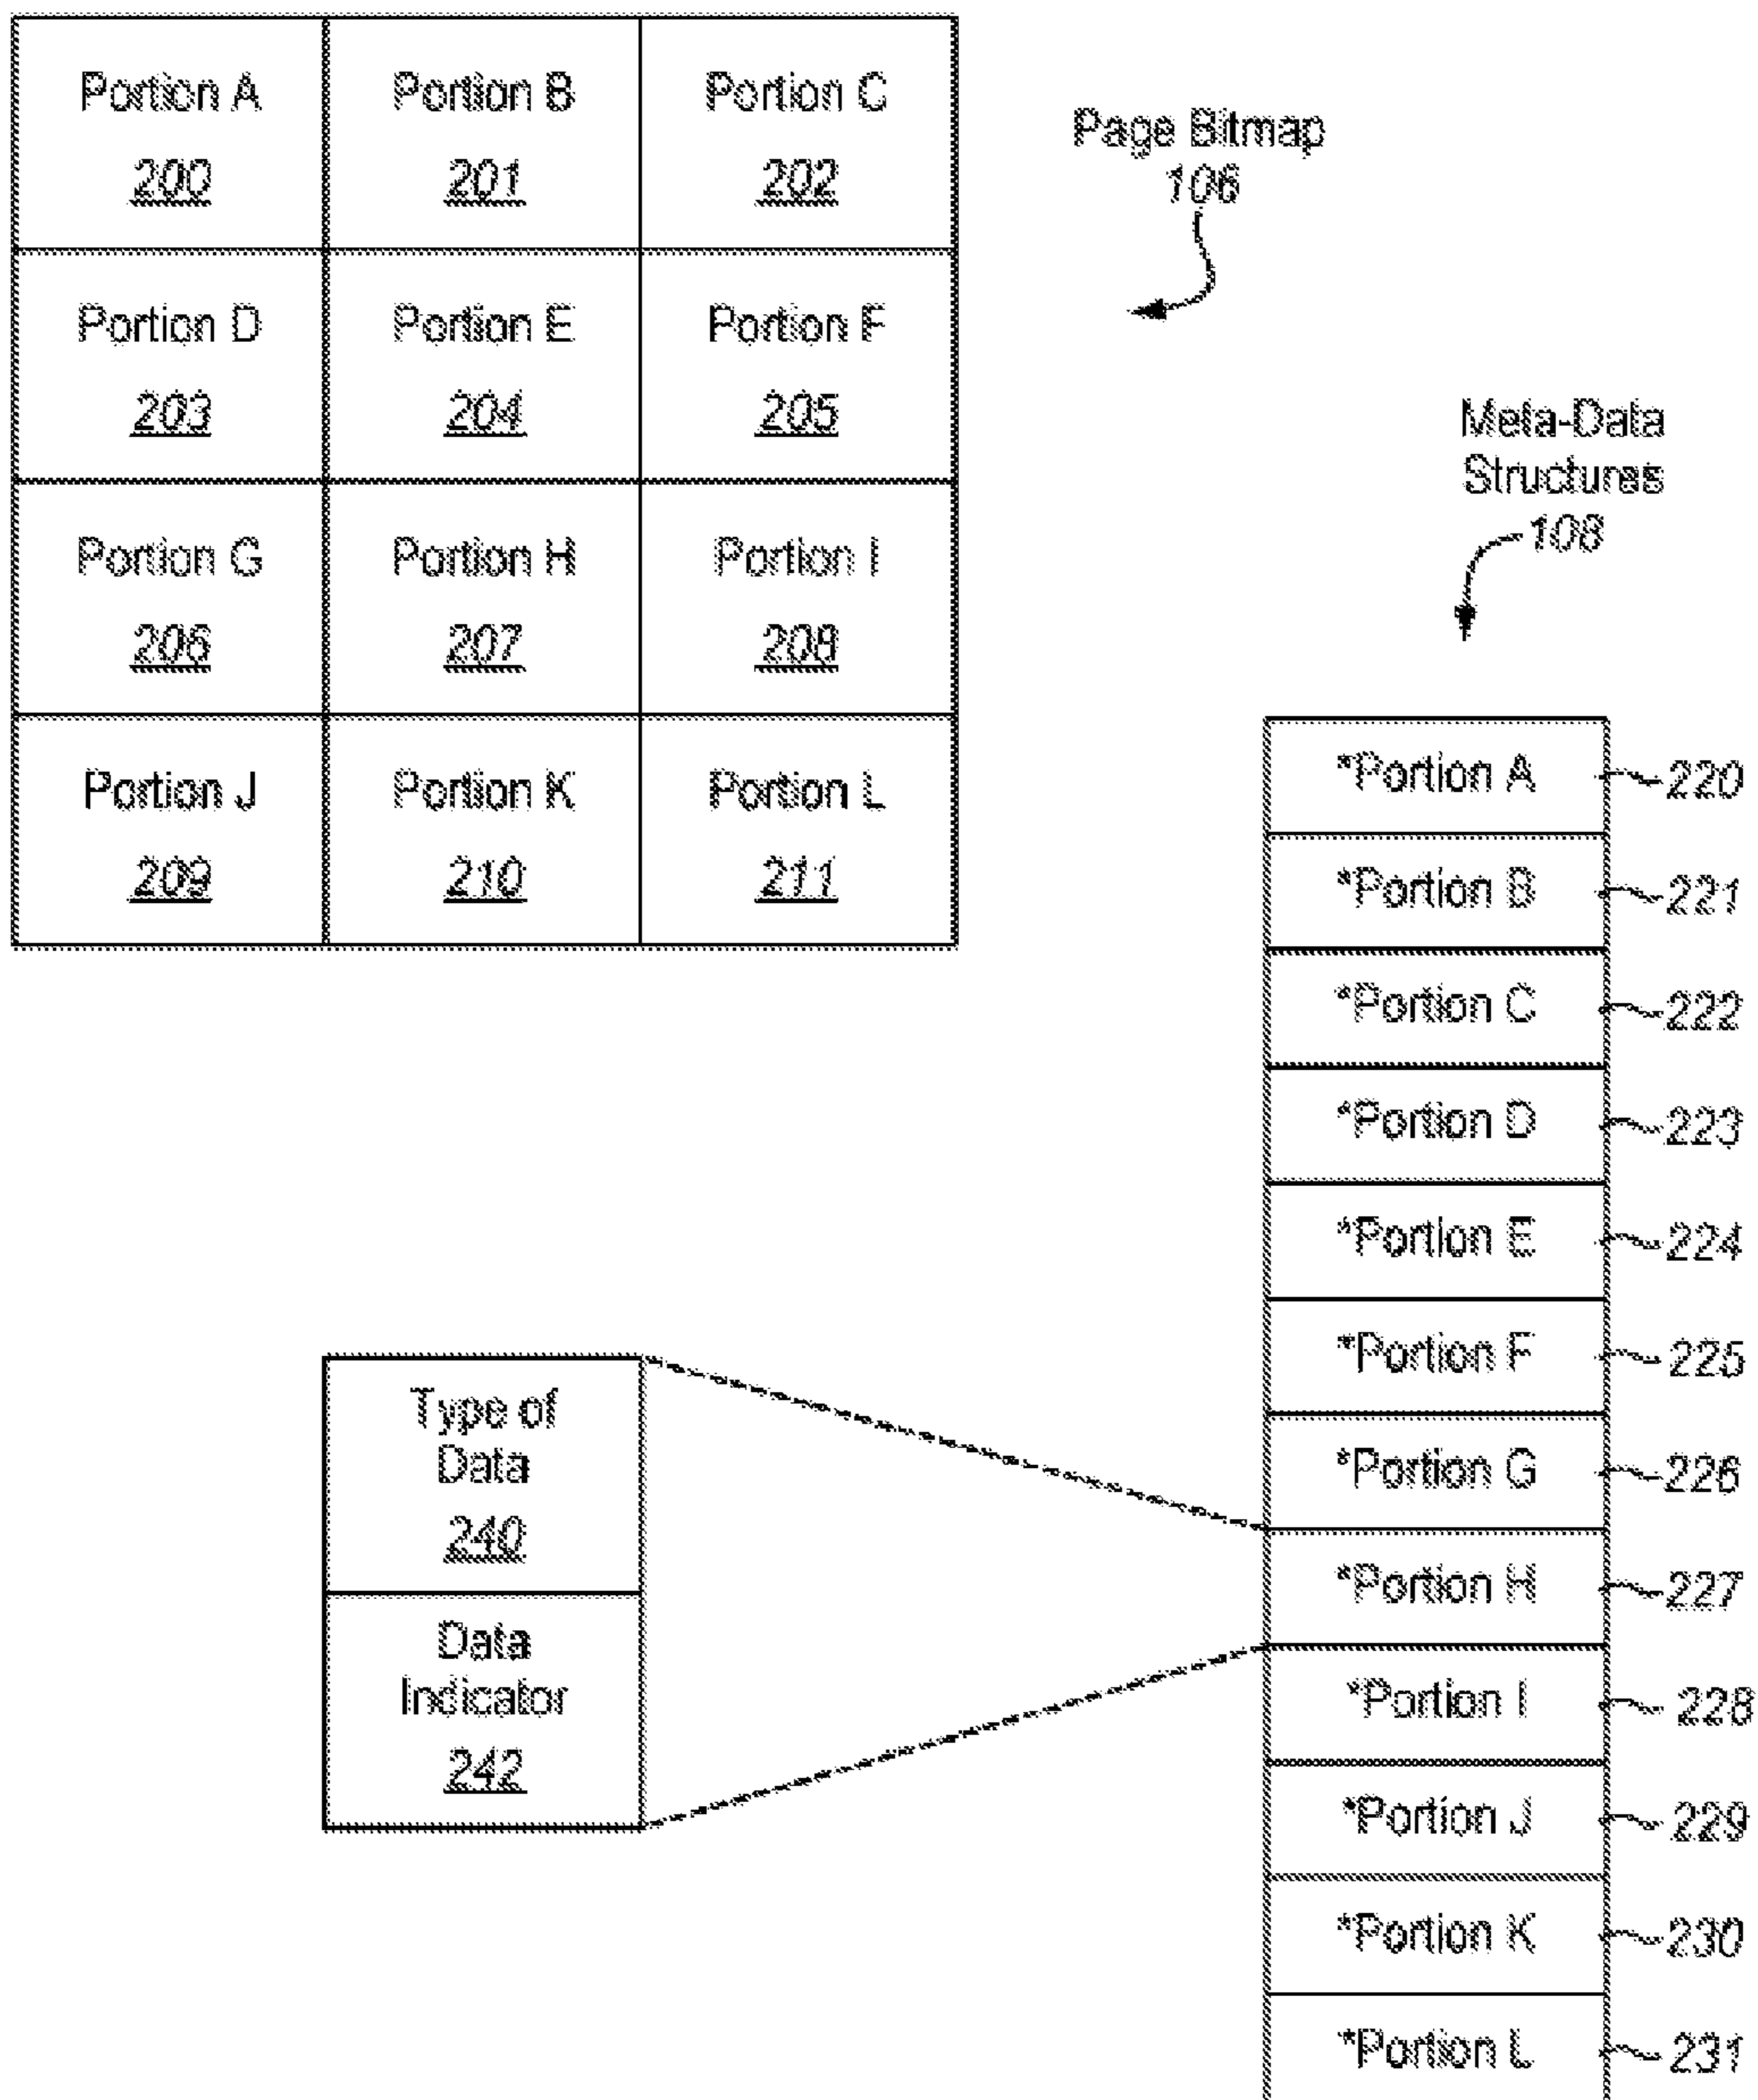 Portion A
200
Portion B
201
Portion C
202
Portion D
203
Portion E
204
Portion F
205
Portion G
206
Portion H
207
Portion I
208
Portion J
209
Portion K
210
Portion L
211
Page Bitmap
106
Meta-Data
Structures
108
*Portion A 220
*Portion B 221
*Portion C 222
*Portion D 223
*Portion E 224
*Portion F 225
*Portion G 226
*Portion H 227
*Portion I 228
*Portion J 229
*Portion K 230
*Portion L 231
Type of
Data
240
Data
Indicator
242